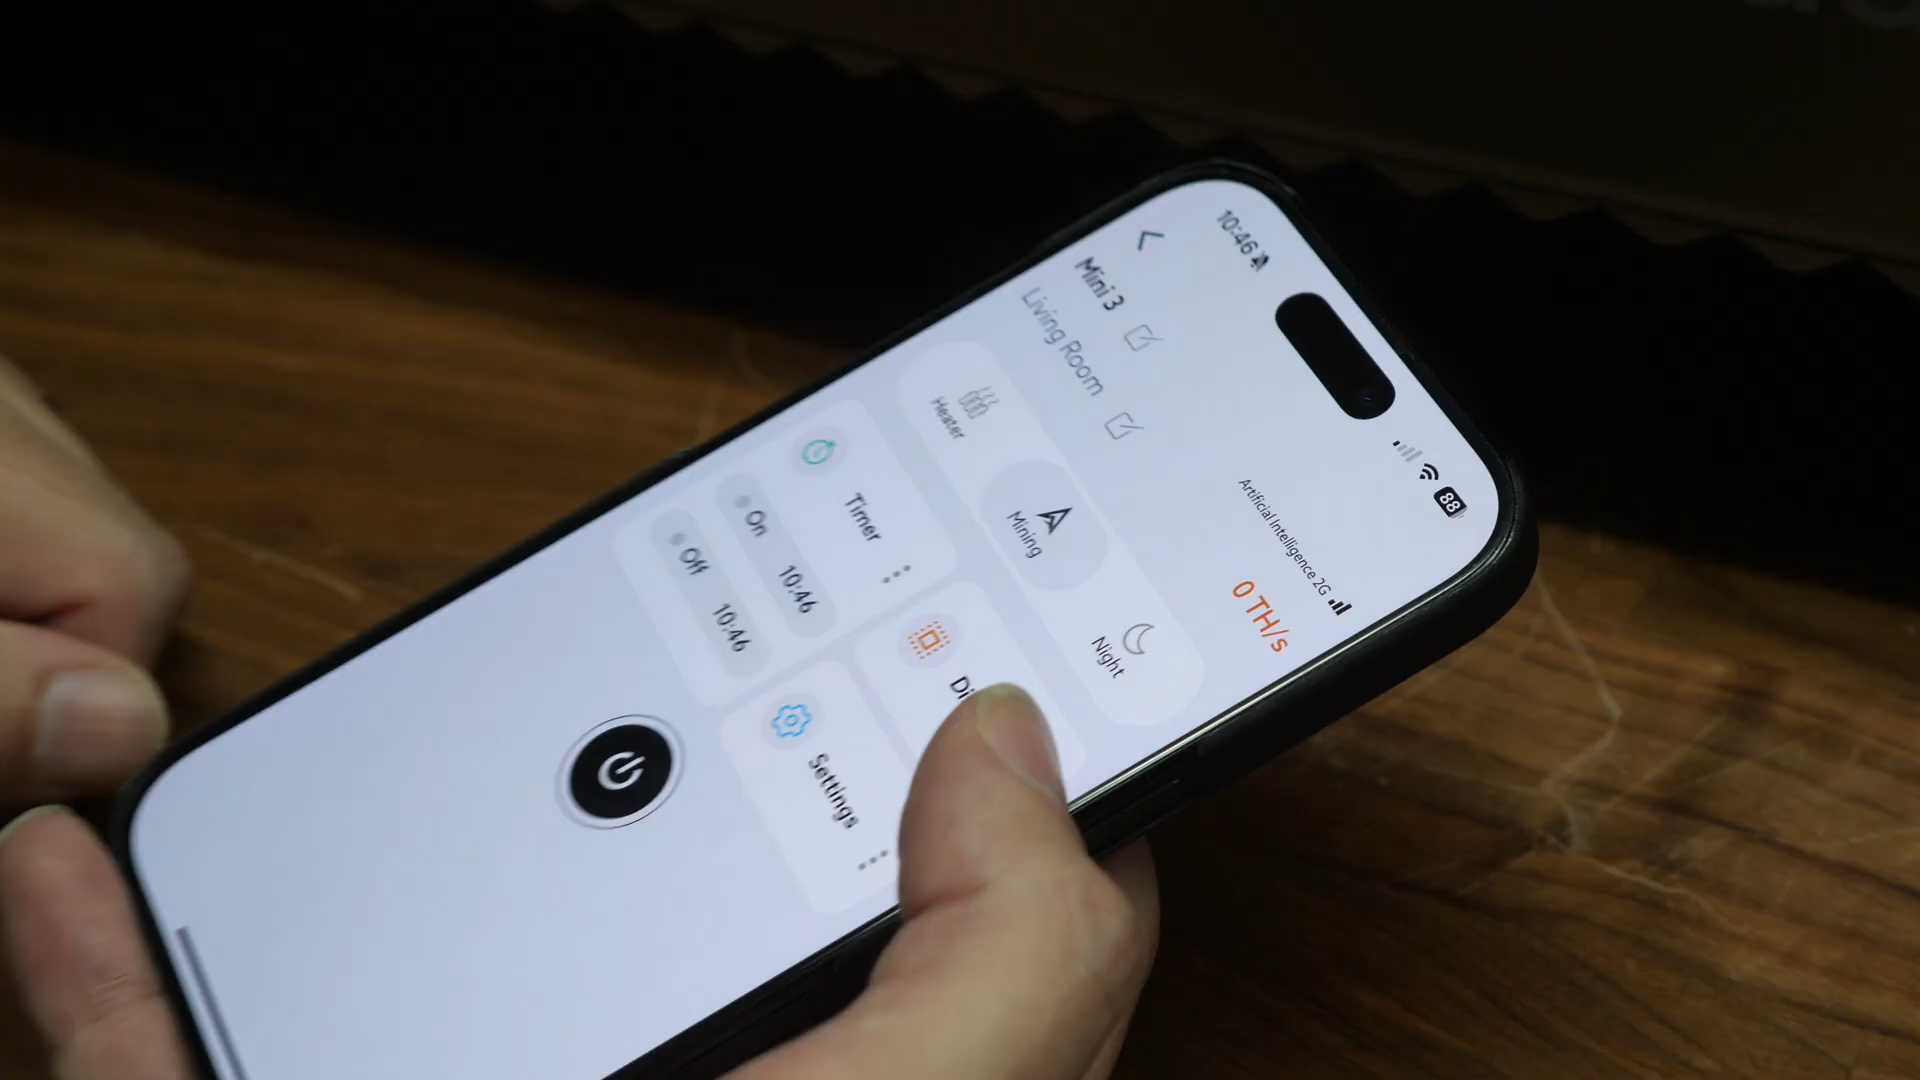 10:46
88
Mini 3
Living Room
Artificial Intelligence 2G
0 TH/s
Heater
Mining
Night
Timer
On 10:46
Off 10:46
Settings